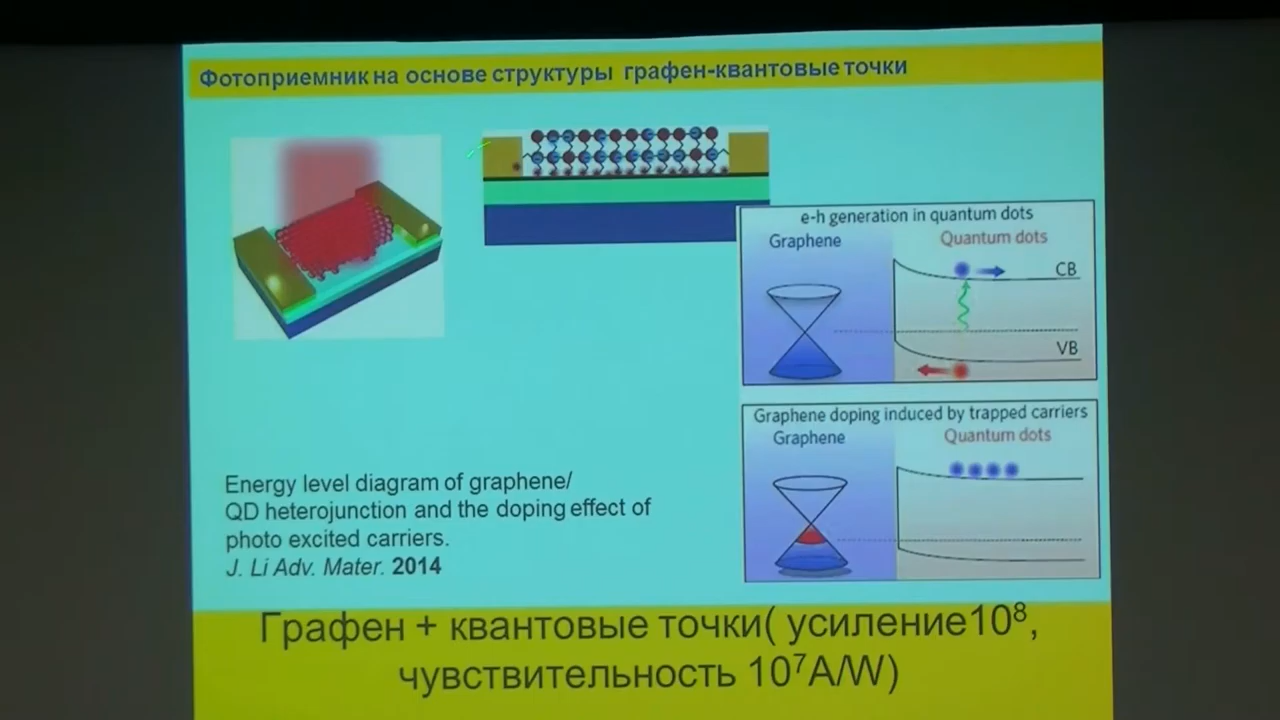 Фотоприемник на основе структуры графен-квантовые точки
e-h generation in quantum dots
Graphene
Quantum dots
CB
VB
Graphene doping induced by trapped carriers
Graphene
Quantum dots
Energy level diagram of graphene/
QD heterojunction and the doping effect of
photo excited carriers.
J. Li Adv. Mater. 2014
Графен + квантовые точки( усиление10⁸,
чувствительность 10⁷A/W)